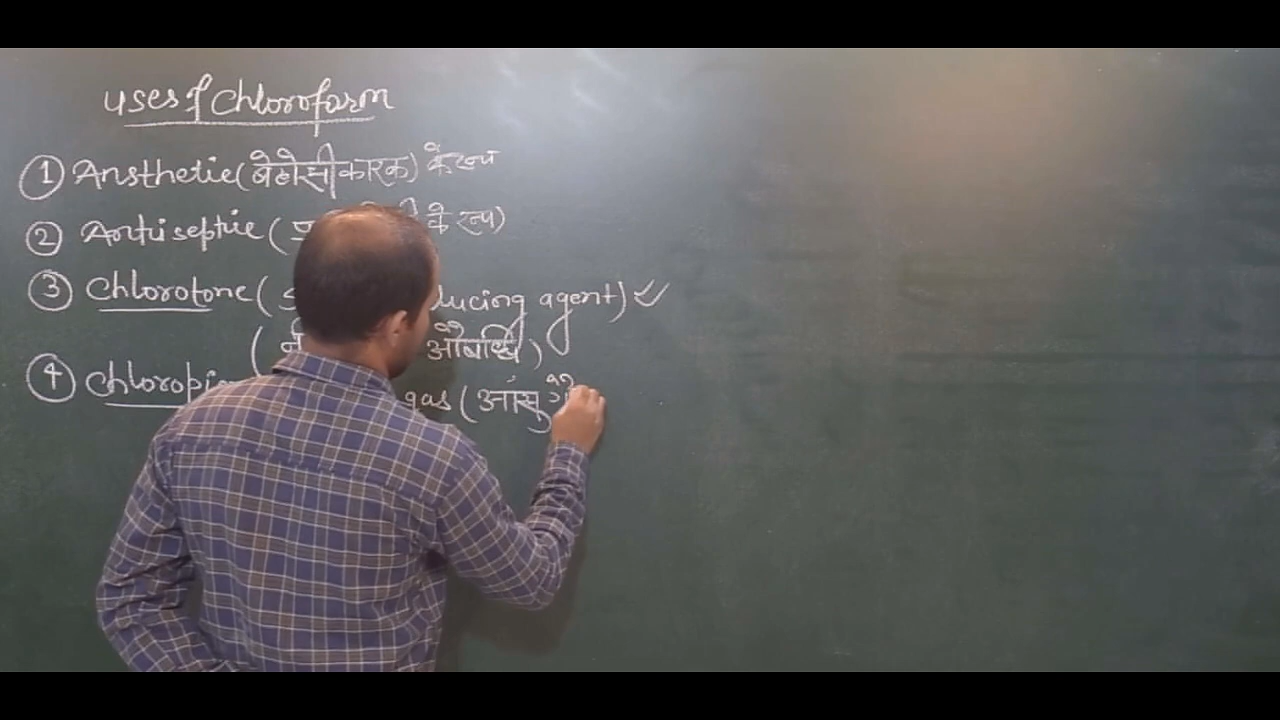 uses of chloroform
① Ansthetic (बेहोसीकारक) के रूप
② Antiseptic ( के रूप)
③ Chlorotone ( ducing agent) ✓
( औषधि )
④ Chloropi gas (आंसू